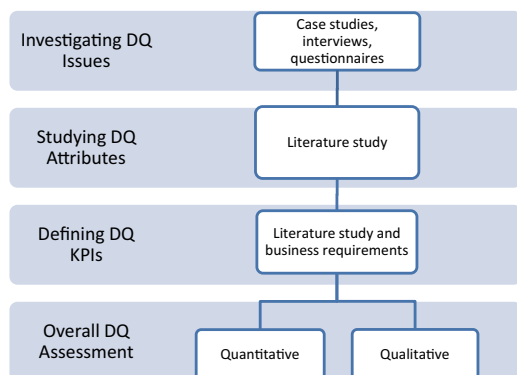 Investigating DQ
Issues
Case studies,
interviews,
questionnaires
Studying DQ
Attributes
Literature study
Defining DQ
KPIs
Literature study and
business requirements
Overall DQ
Assessment
Quantitative
Qualitative